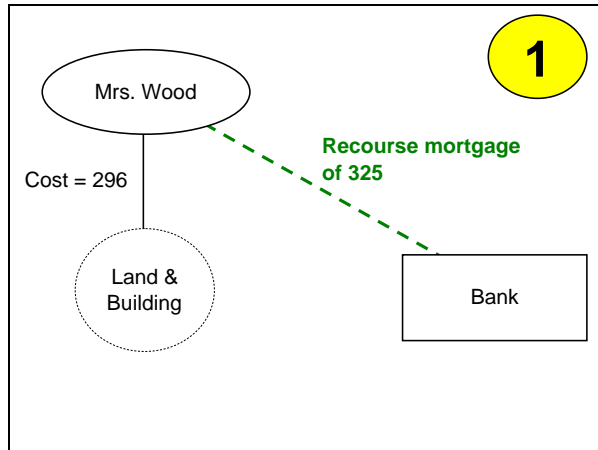 1
Mrs. Wood
Recourse mortgage
of 325
Cost = 296
Land &
Building
Bank